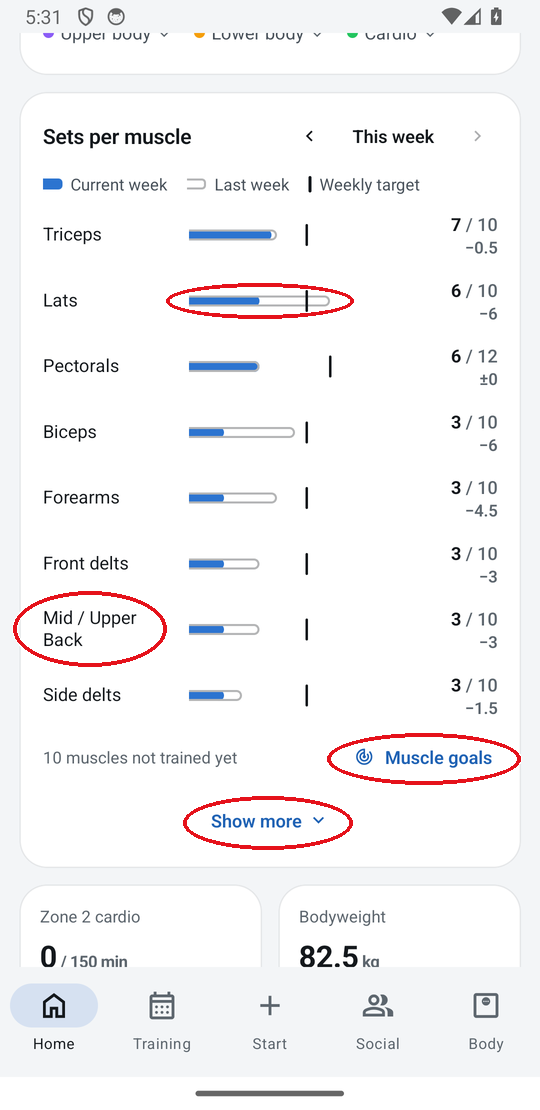 5:31
Upper body
Lower body
Cardio
Sets per muscle
This week
Current week
Last week
Weekly target
Triceps
7 / 10
−0.5
Lats
6 / 10
−6
Pectorals
6 / 12
±0
Biceps
3 / 10
−6
Forearms
3 / 10
−4.5
Front delts
3 / 10
−3
Mid / Upper
Back
3 / 10
−3
Side delts
3 / 10
−1.5
10 muscles not trained yet
Muscle goals
Show more
Zone 2 cardio
Bodyweight
0 / 150 min
82.5 kg
Home
Training
Start
Social
Body